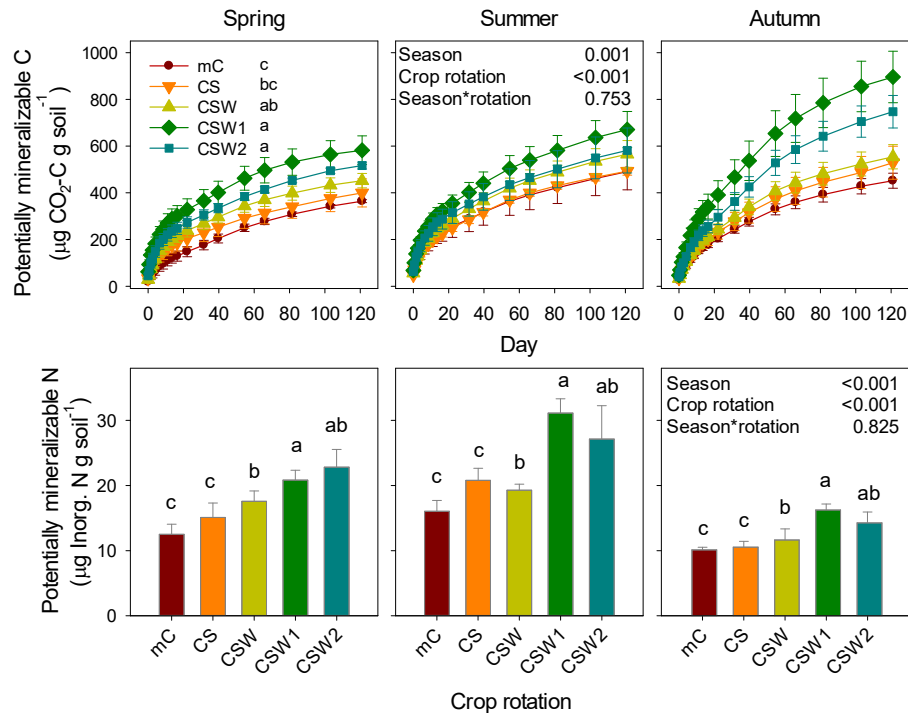 Spring Summer Autumn
Potentially mineralizable C
(µg CO2-C g soil-1)
1000
800
600
400
200
0
mC c
CS bc
CSW ab
CSW1 a
CSW2 a
Season 0.001
Crop rotation <0.001
Season*rotation 0.753
0 20 40 60 80 100 120 0 20 40 60 80 100 120 0 20 40 60 80 100 120
Day
Potentially mineralizable N
(µg Inorg. N g soil-1)
30
20
10
0
c c b a ab
c c b a ab
Season <0.001
Crop rotation <0.001
Season*rotation 0.825
c c b a ab
mC CS CSW CSW1 CSW2 mC CS CSW CSW1 CSW2 mC CS CSW CSW1 CSW2
Crop rotation